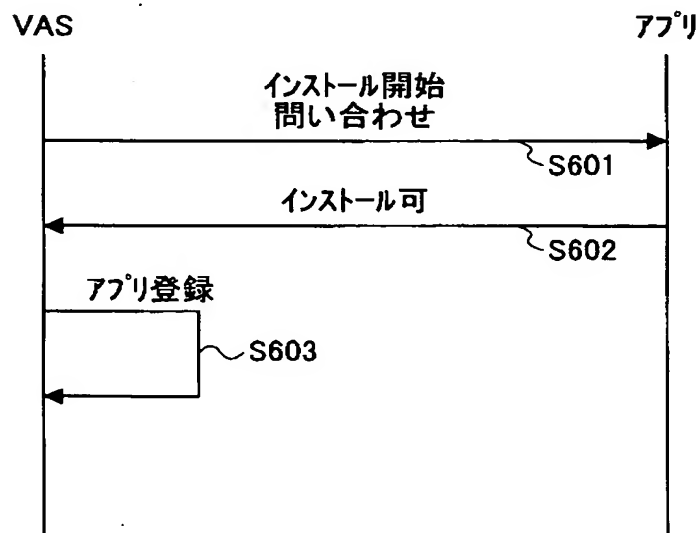 VAS
アプリ
インストール開始
問い合わせ
S601
インストール可
S602
アプリ登録
S603